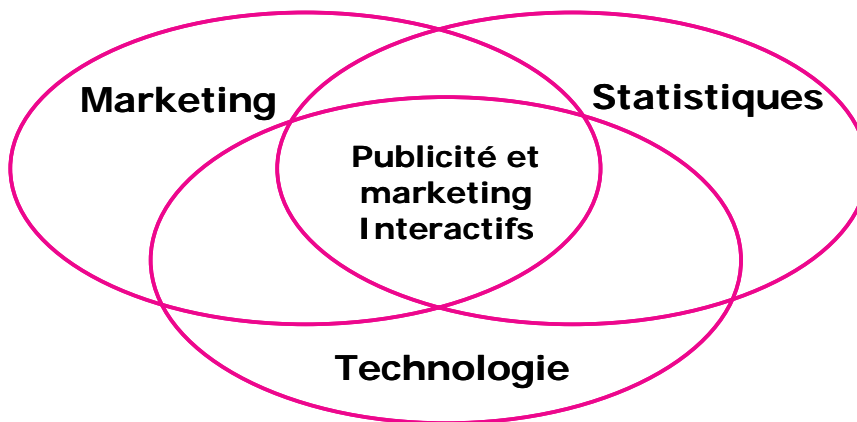 Marketing
Statistiques
Publicité et
marketing
Interactifs
Technologie